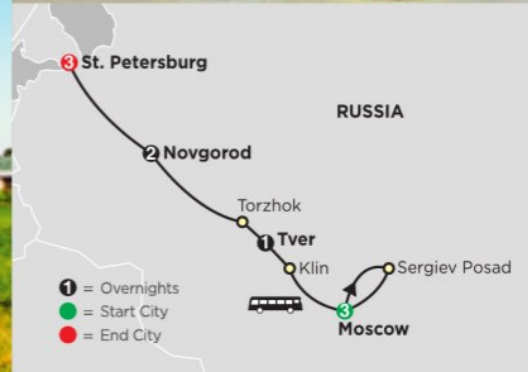 3 St. Petersburg
RUSSIA
2 Novgorod
Torzhok
1 Tver
Klin
Sergiev Posad
3
Moscow
1 = Overnights
= Start City
= End City